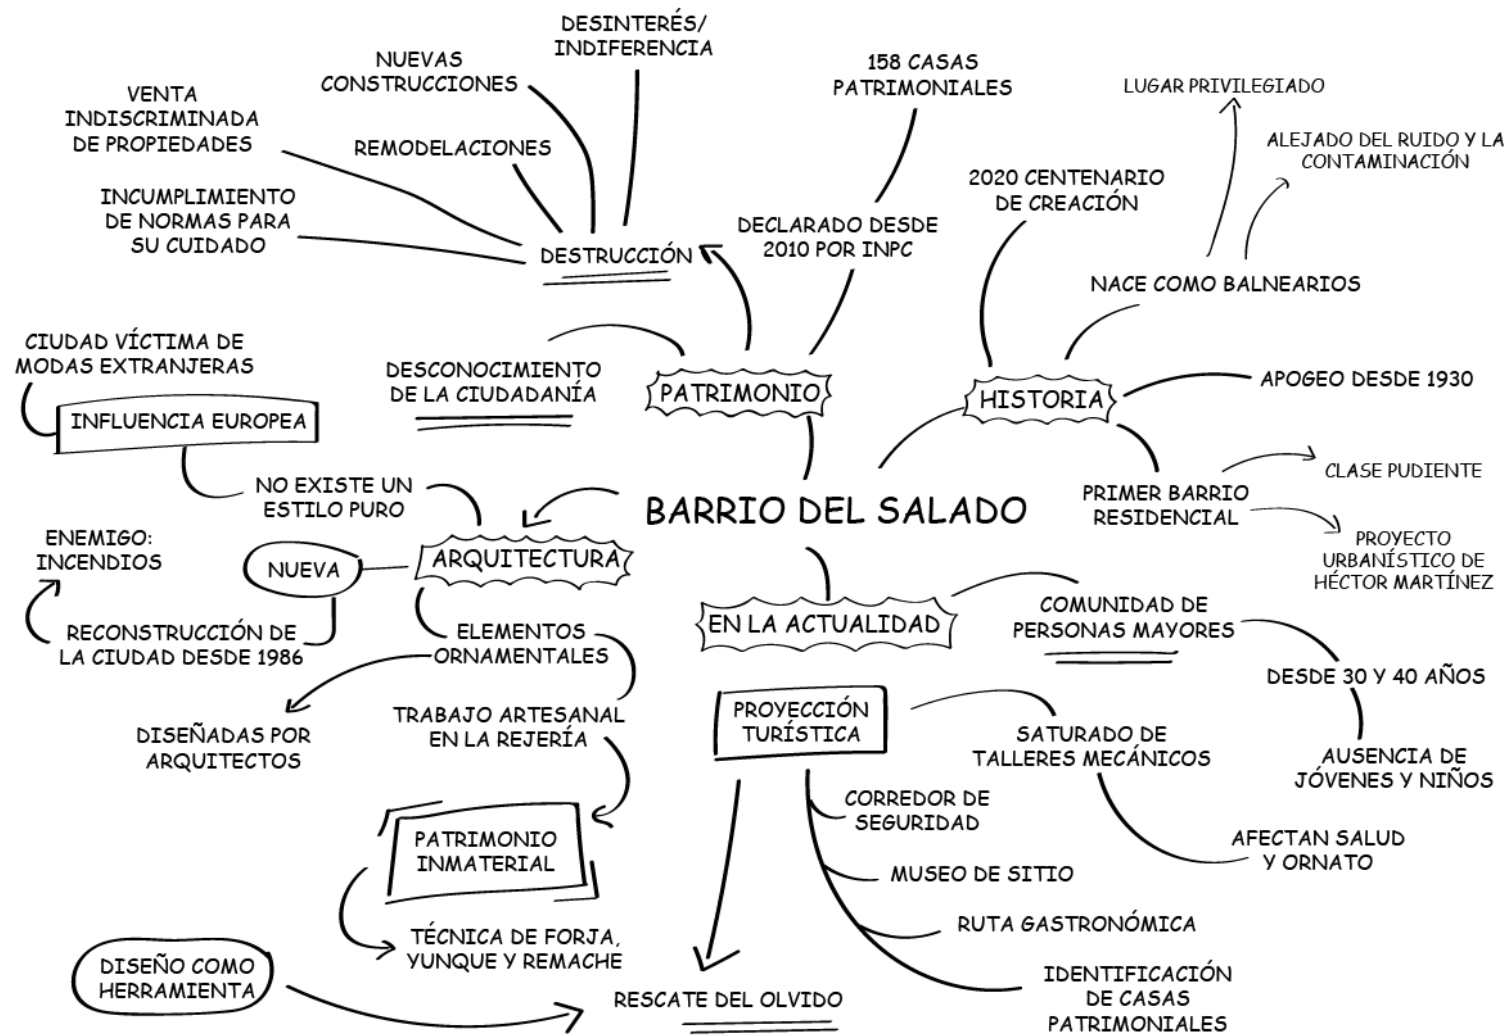 DESINTERÉS/
INDIFERENCIA
NUEVAS
CONSTRUCCIONES
158 CASAS
PATRIMONIALES
LUGAR PRIVILEGIADO
VENTA
INDISCRIMINADA
DE PROPIEDADES
REMODELACIONES
ALEJADO DEL RUIDO Y LA
CONTAMINACIÓN
2020 CENTENARIO
DE CREACIÓN
INCUMPLIMIENTO
DE NORMAS PARA
SU CUIDADO
DESTRUCCIÓN
DECLARADO DESDE
2010 POR INPC
NACE COMO BALNEARIOS
CIUDAD VÍCTIMA DE
MODAS EXTRANJERAS
DESCONOCIMIENTO
DE LA CIUDADANÍA
PATRIMONIO
HISTORIA
APOGEO DESDE 1930
INFLUENCIA EUROPEA
NO EXISTE UN
ESTILO PURO
BARRIO DEL SALADO
PRIMER BARRIO
RESIDENCIAL
CLASE PUDIENTE
PROYECTO
URBANÍSTICO DE
HÉCTOR MARTÍNEZ
ENEMIGO:
INCENDIOS
NUEVA
ARQUITECTURA
RECONSTRUCCIÓN DE
LA CIUDAD DESDE 1986
ELEMENTOS
ORNAMENTALES
EN LA ACTUALIDAD
COMUNIDAD DE
PERSONAS MAYORES
DESDE 30 Y 40 AÑOS
DISEÑADAS POR
ARQUITECTOS
TRABAJO ARTESANAL
EN LA REJERÍA
PROYECCIÓN
TURÍSTICA
SATURADO DE
TALLERES MECÁNICOS
AUSENCIA DE
JÓVENES Y NIÑOS
CORREDOR DE
SEGURIDAD
AFECTAN SALUD
Y ORNATO
PATRIMONIO
INMATERIAL
MUSEO DE SITIO
RUTA GASTRONÓMICA
TÉCNICA DE FORJA,
YUNQUE Y REMACHE
DISEÑO COMO
HERRAMIENTA
RESCATE DEL OLVIDO
IDENTIFICACIÓN
DE CASAS
PATRIMONIALES